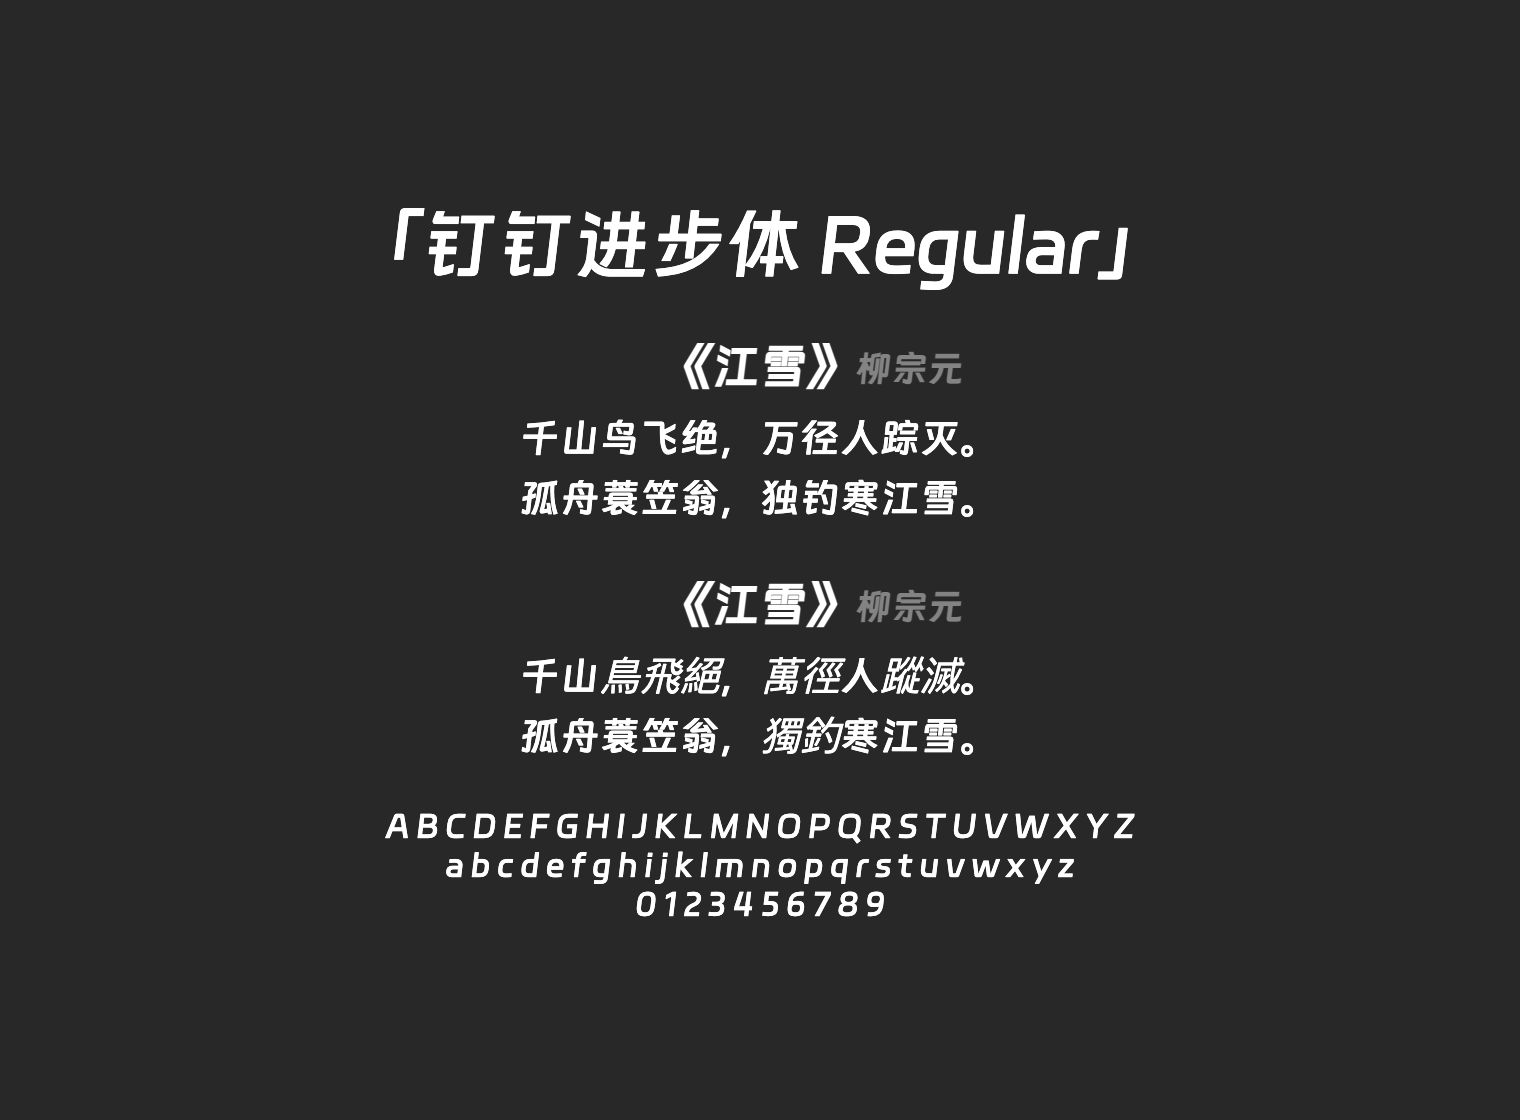 「钉钉进步体 Regular」
《江雪》柳宗元
千山鸟飞绝，万径人踪灭。
孤舟蓑笠翁，独钓寒江雪。
《江雪》柳宗元
千山鳥飛絕，萬徑人蹤滅。
孤舟蓑笠翁，獨釣寒江雪。
ABCDEFGHIJKLMNOPQRSTUVWXYZ
abcdefghijklmnopqrstuvwxyz
0123456789